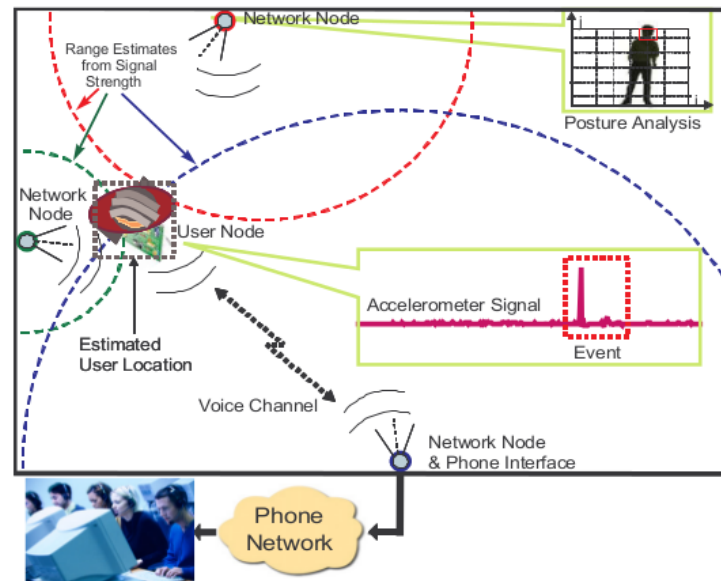 Network Node
Range Estimates
from Signal
Strength
j
i
Posture Analysis
Network
Node
User Node
Accelerometer Signal
Event
Estimated
User Location
Voice Channel
Network Node
& Phone Interface
Phone
Network